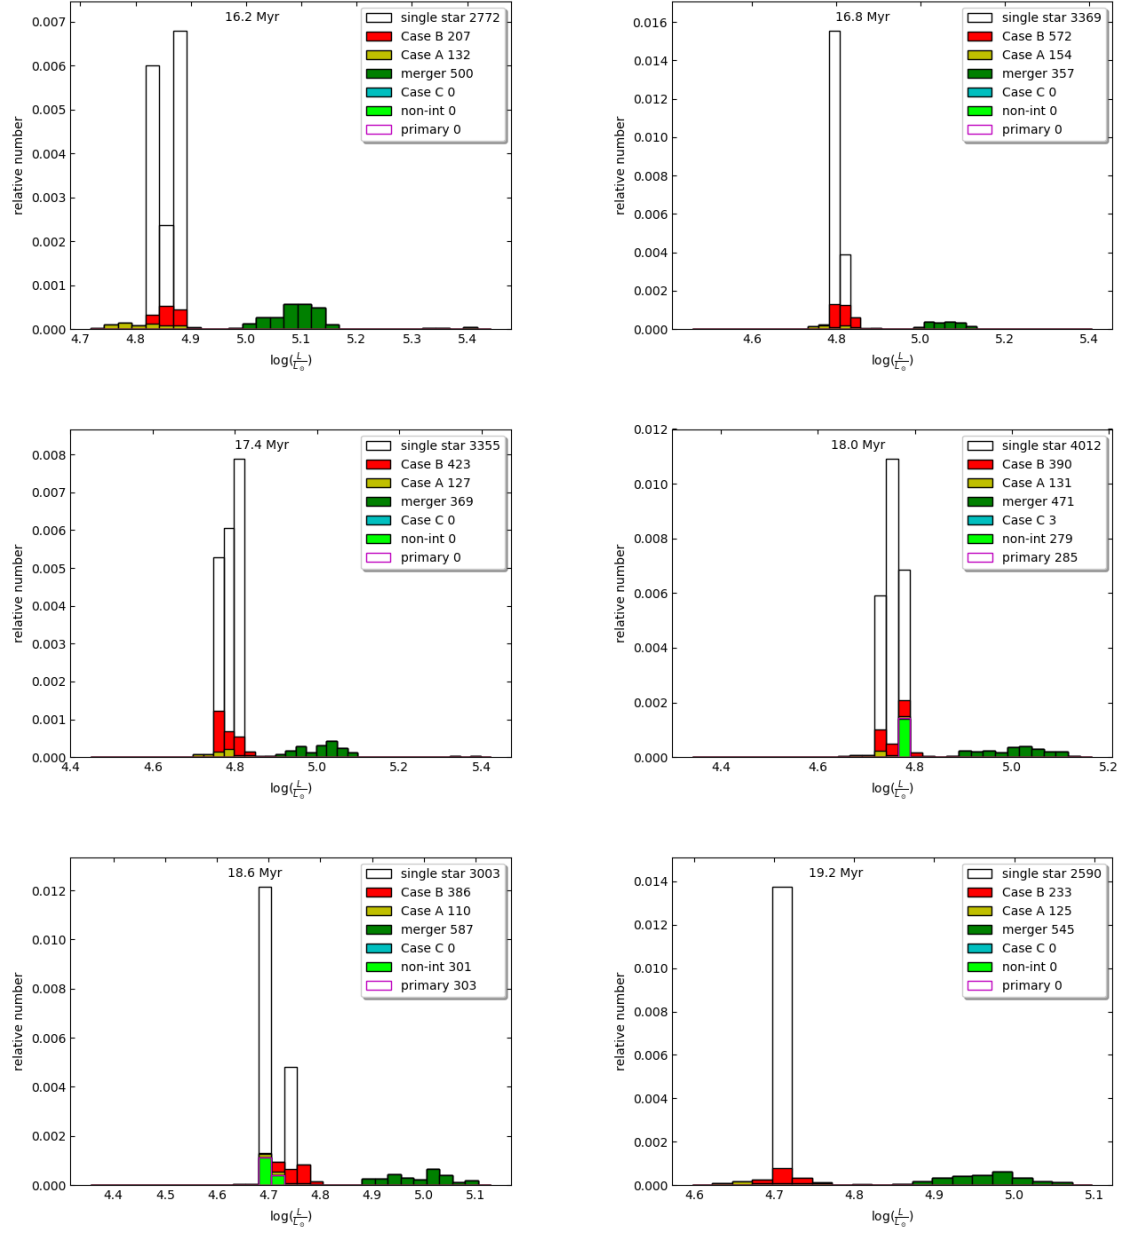 16.2 Myr
single star 2772
Case B 207
Case A 132
merger 500
Case C 0
non-int 0
primary 0
relative number
0.007
0.006
0.005
0.004
0.003
0.002
0.001
0.000
4.7 4.8 4.9 5.0 5.1 5.2 5.3 5.4
log(L/L⊙)
16.8 Myr
single star 3369
Case B 572
Case A 154
merger 357
Case C 0
non-int 0
primary 0
relative number
0.016
0.014
0.012
0.010
0.008
0.006
0.004
0.002
0.000
4.6 4.8 5.0 5.2 5.4
log(L/L⊙)
17.4 Myr
single star 3355
Case B 423
Case A 127
merger 369
Case C 0
non-int 0
primary 0
relative number
0.008
0.007
0.006
0.005
0.004
0.003
0.002
0.001
0.000
4.4 4.6 4.8 5.0 5.2 5.4
log(L/L⊙)
18.0 Myr
single star 4012
Case B 390
Case A 131
merger 471
Case C 3
non-int 279
primary 285
relative number
0.012
0.010
0.008
0.006
0.004
0.002
0.000
4.4 4.6 4.8 5.0 5.2
log(L/L⊙)
18.6 Myr
single star 3003
Case B 386
Case A 110
merger 587
Case C 0
non-int 301
primary 303
relative number
0.012
0.010
0.008
0.006
0.004
0.002
0.000
4.4 4.5 4.6 4.7 4.8 4.9 5.0 5.1
log(L/L⊙)
19.2 Myr
single star 2590
Case B 233
Case A 125
merger 545
Case C 0
non-int 0
primary 0
relative number
0.014
0.012
0.010
0.008
0.006
0.004
0.002
0.000
4.6 4.7 4.8 4.9 5.0 5.1
log(L/L⊙)